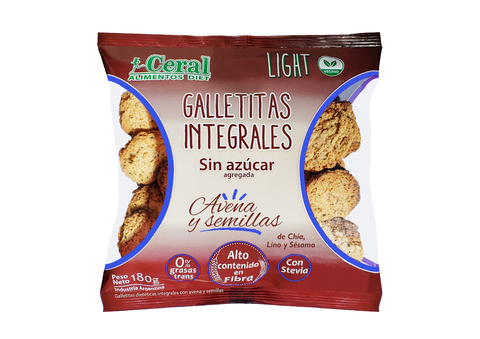 Ceral
ALIMENTOS DIET
LIGHT
VEGANO
GALLETITAS
INTEGRALES
Sin azúcar
agregada
Avena
y semillas
de Chía,
Lino y Sésamo
0%
grasas
trans
Alto
contenido
en
Fibra
Con
Stevia
Peso
Neto 180g
Industria Argentina
Galletitas dietéticas integrales con avena y semillas